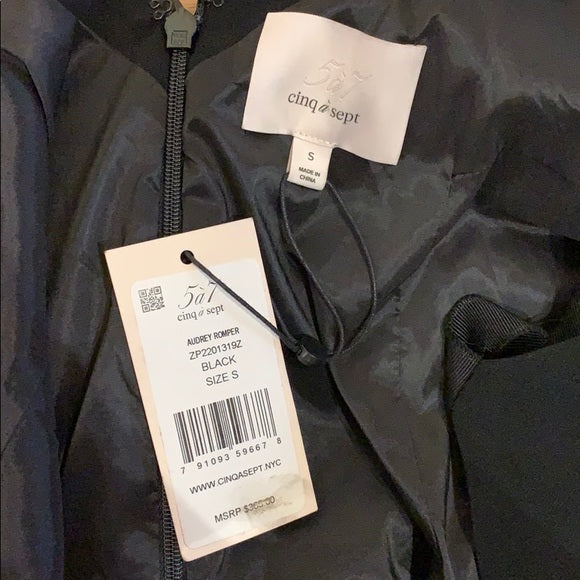 5à7
cinq à sept
S
MADE IN
CHINA
5à7
cinq à sept
AUDREY ROMPER
ZP2201319Z
BLACK
SIZE S
7 91093 59667 8
WWW.CINQASEPT.NYC
MSRP